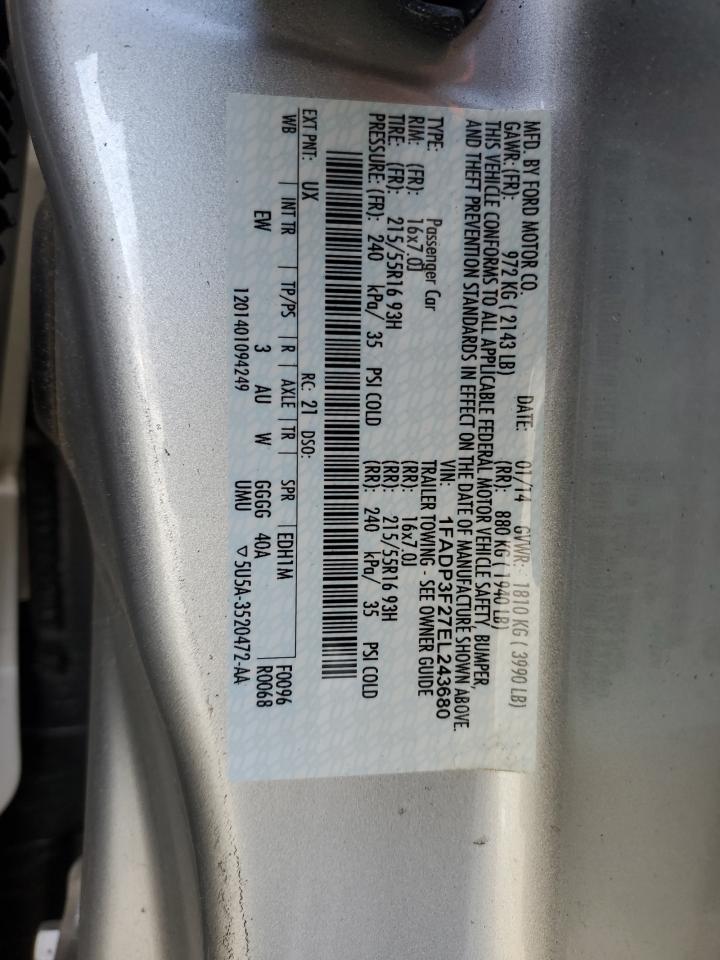 MFD. BY FORD MOTOR CO. DATE: 01/14 GVWR: 1810 KG ( 3990 LB)
GAWR: (FR): 972 KG ( 2143 LB) (RR): 880 KG ( 1940 LB)
THIS VEHICLE CONFORMS TO ALL APPLICABLE FEDERAL MOTOR VEHICLE SAFETY, BUMPER,
AND THEFT PREVENTION STANDARDS IN EFFECT ON THE DATE OF MANUFACTURE SHOWN ABOVE.
VIN: 1FADP3F27EL243680
TYPE: Passenger Car TRAILER TOWING - SEE OWNER GUIDE
RIM: (FR): 16x7.0J (RR): 16x7.0J
TIRE: (FR): 215/55R16 93H (RR): 215/55R16 93H
PRESSURE: (FR): 240 kPa/ 35 PSI COLD (RR): 240 kPa/ 35 PSI COLD
EXT PNT: UX RC: 21 DSO:
WB | INT TR | TP/PS | R | AXLE | TR | SPR EDH1M F0096
EW 3 AU W GGGG 40A R0068
1201401094249 UMU ▽5U5A-3520472-AA